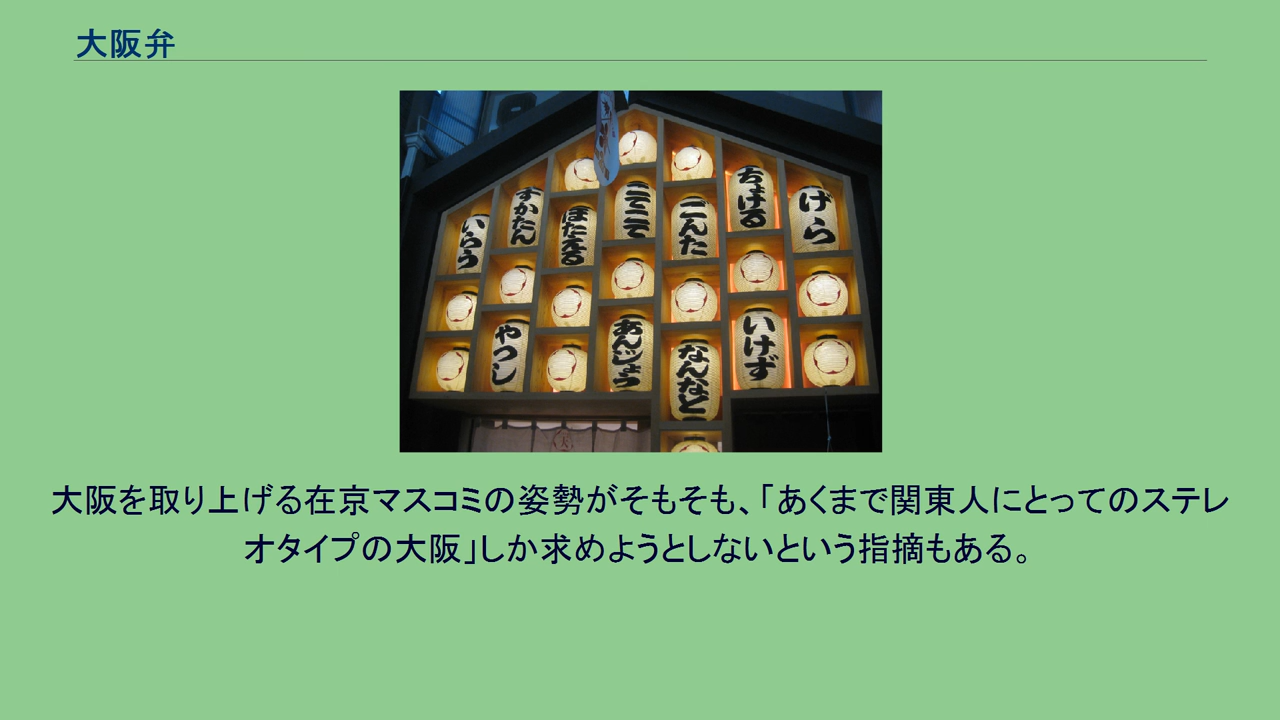 大阪弁
げら
ちょける
ごんた
こてこて
ほたえる
すかたん
いらう
いけず
なんなと
あんじょう
やつし
大阪を取り上げる在京マスコミの姿勢がそもそも、「あくまで関東人にとってのステレ
オタイプの大阪」しか求めようとしないという指摘もある。